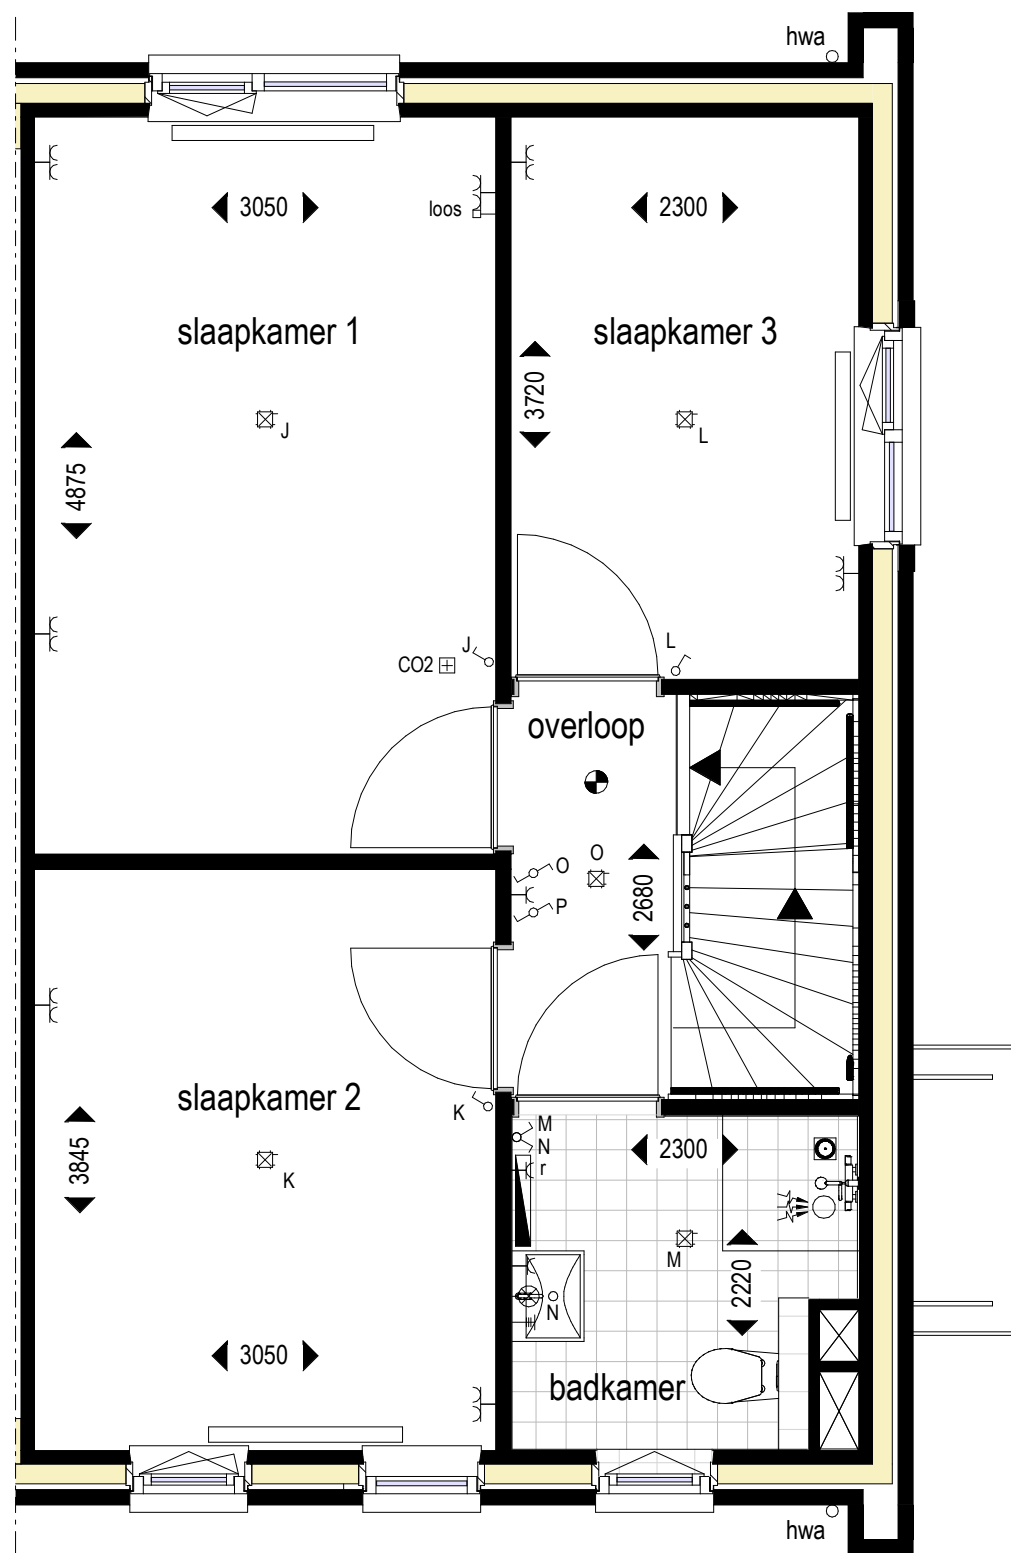 hwa
3050
loos
2300
slaapkamer 1
slaapkamer 3
3720
J
L
4875
J
L
CO2
overloop
O
O
P
2680
slaapkamer 2
K
M
N
r
2300
3845
K
M
2220
N
3050
badkamer
hwa